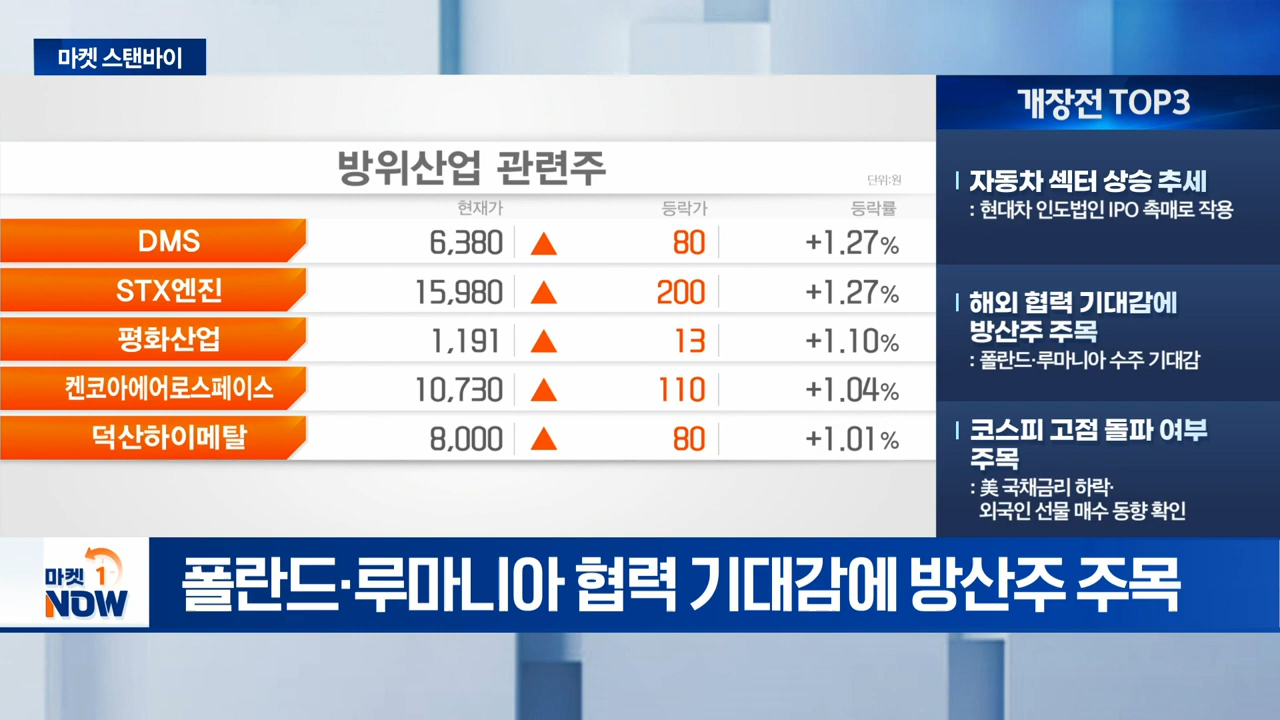 마켓 스탠바이
방위산업 관련주
단위:원
현재가 등락가 등락률
DMS 6,380 ▲ 80 +1.27%
STX엔진 15,980 ▲ 200 +1.27%
평화산업 1,191 ▲ 13 +1.10%
켄코아에어로스페이스 10,730 ▲ 110 +1.04%
덕산하이메탈 8,000 ▲ 80 +1.01%
개장전 TOP3
자동차 섹터 상승 추세
: 현대차 인도법인 IPO 촉매로 작용
해외 협력 기대감에
방산주 주목
: 폴란드·루마니아 수주 기대감
코스피 고점 돌파 여부
주목
: 美 국채금리 하락·
외국인 선물 매수 동향 확인
마켓 1
NOW
폴란드·루마니아 협력 기대감에 방산주 주목